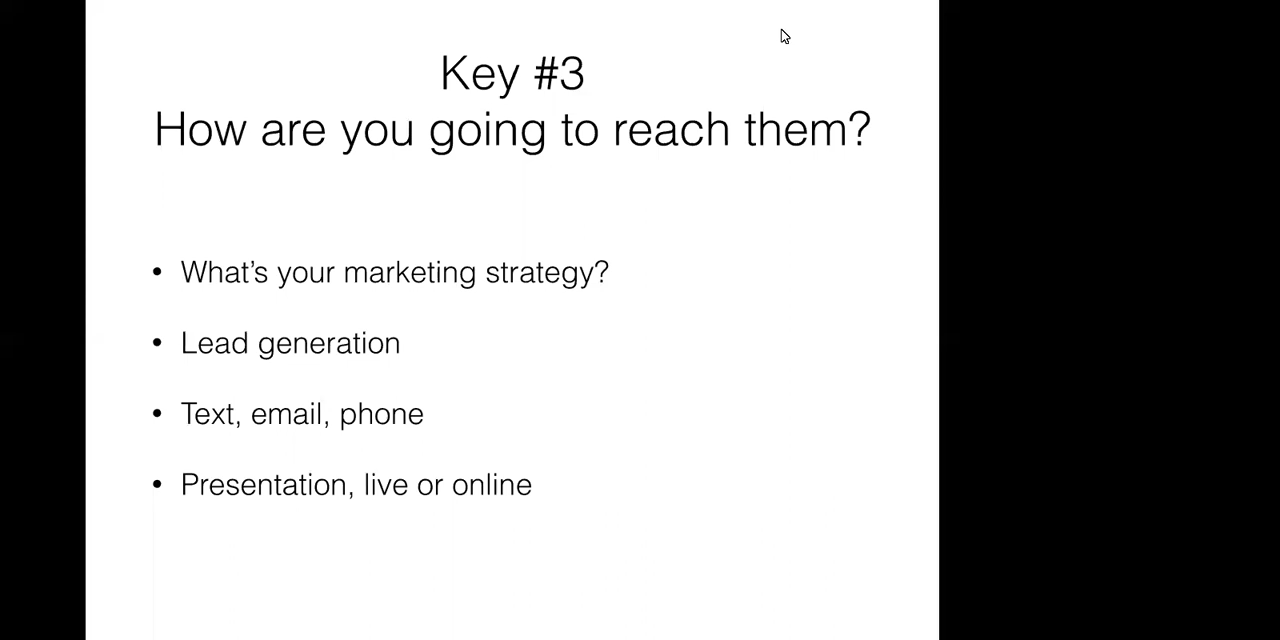 Key #3
How are you going to reach them?
• What’s your marketing strategy?
• Lead generation
• Text, email, phone
• Presentation, live or online